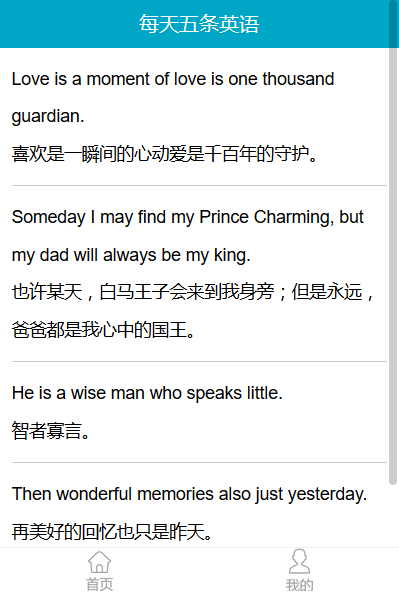 每天五条英语
Love is a moment of love is one thousand
guardian.
喜欢是一瞬间的心动爱是千百年的守护。
Someday I may find my Prince Charming, but
my dad will always be my king.
也许某天，白马王子会来到我身旁；但是永远，
爸爸都是我心中的国王。
He is a wise man who speaks little.
智者寡言。
Then wonderful memories also just yesterday.
再美好的回忆也只是昨天。
首页
我的